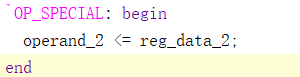 `OP_SPECIAL: begin
operand_2 <= reg_data_2;
end